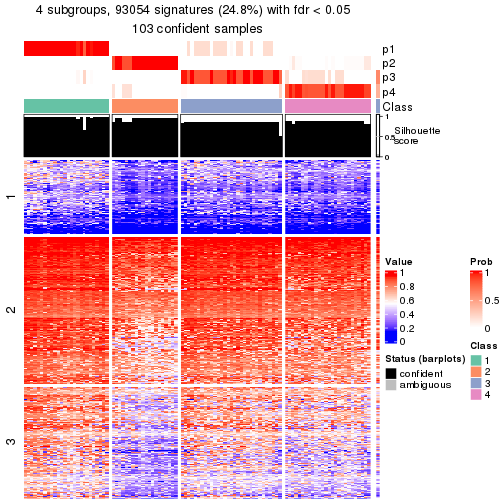 4 subgroups, 93054 signatures (24.8%) with fdr < 0.05
103 confident samples
p1
p2
p3
p4
Class
1
0.5
0
Silhouette
score
1
2
3
Value
1
0.8
0.6
0.4
0.2
0
Status (barplots)
confident
ambiguous
Prob
1
0.5
0
Class
1
2
3
4